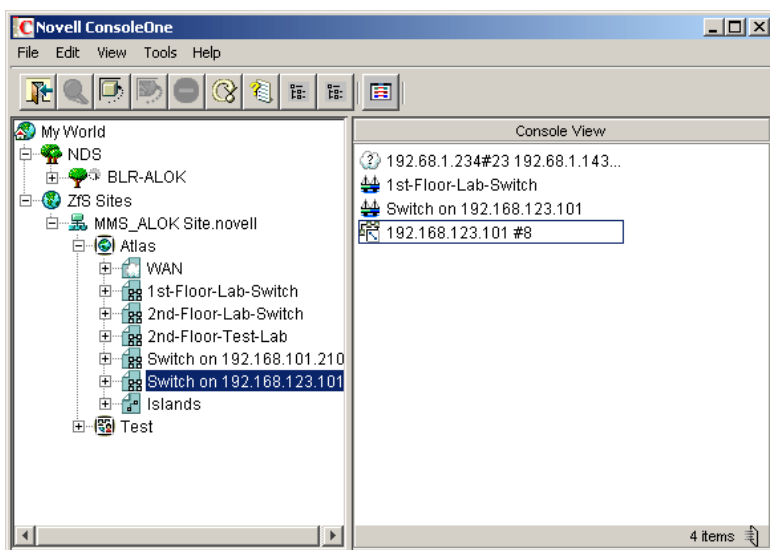 Novell ConsoleOne
File Edit View Tools Help
My World
NDS
BLR-ALOK
ZfS Sites
MMS_ALOK Site.novell
Atlas
WAN
1st-Floor-Lab-Switch
2nd-Floor-Lab-Switch
2nd-Floor-Test-Lab
Switch on 192.168.101.210
Switch on 192.168.123.101
Islands
Test
Console View
192.68.1.234#23 192.68.1.143...
1st-Floor-Lab-Switch
Switch on 192.168.123.101
192.168.123.101 #8
4 items